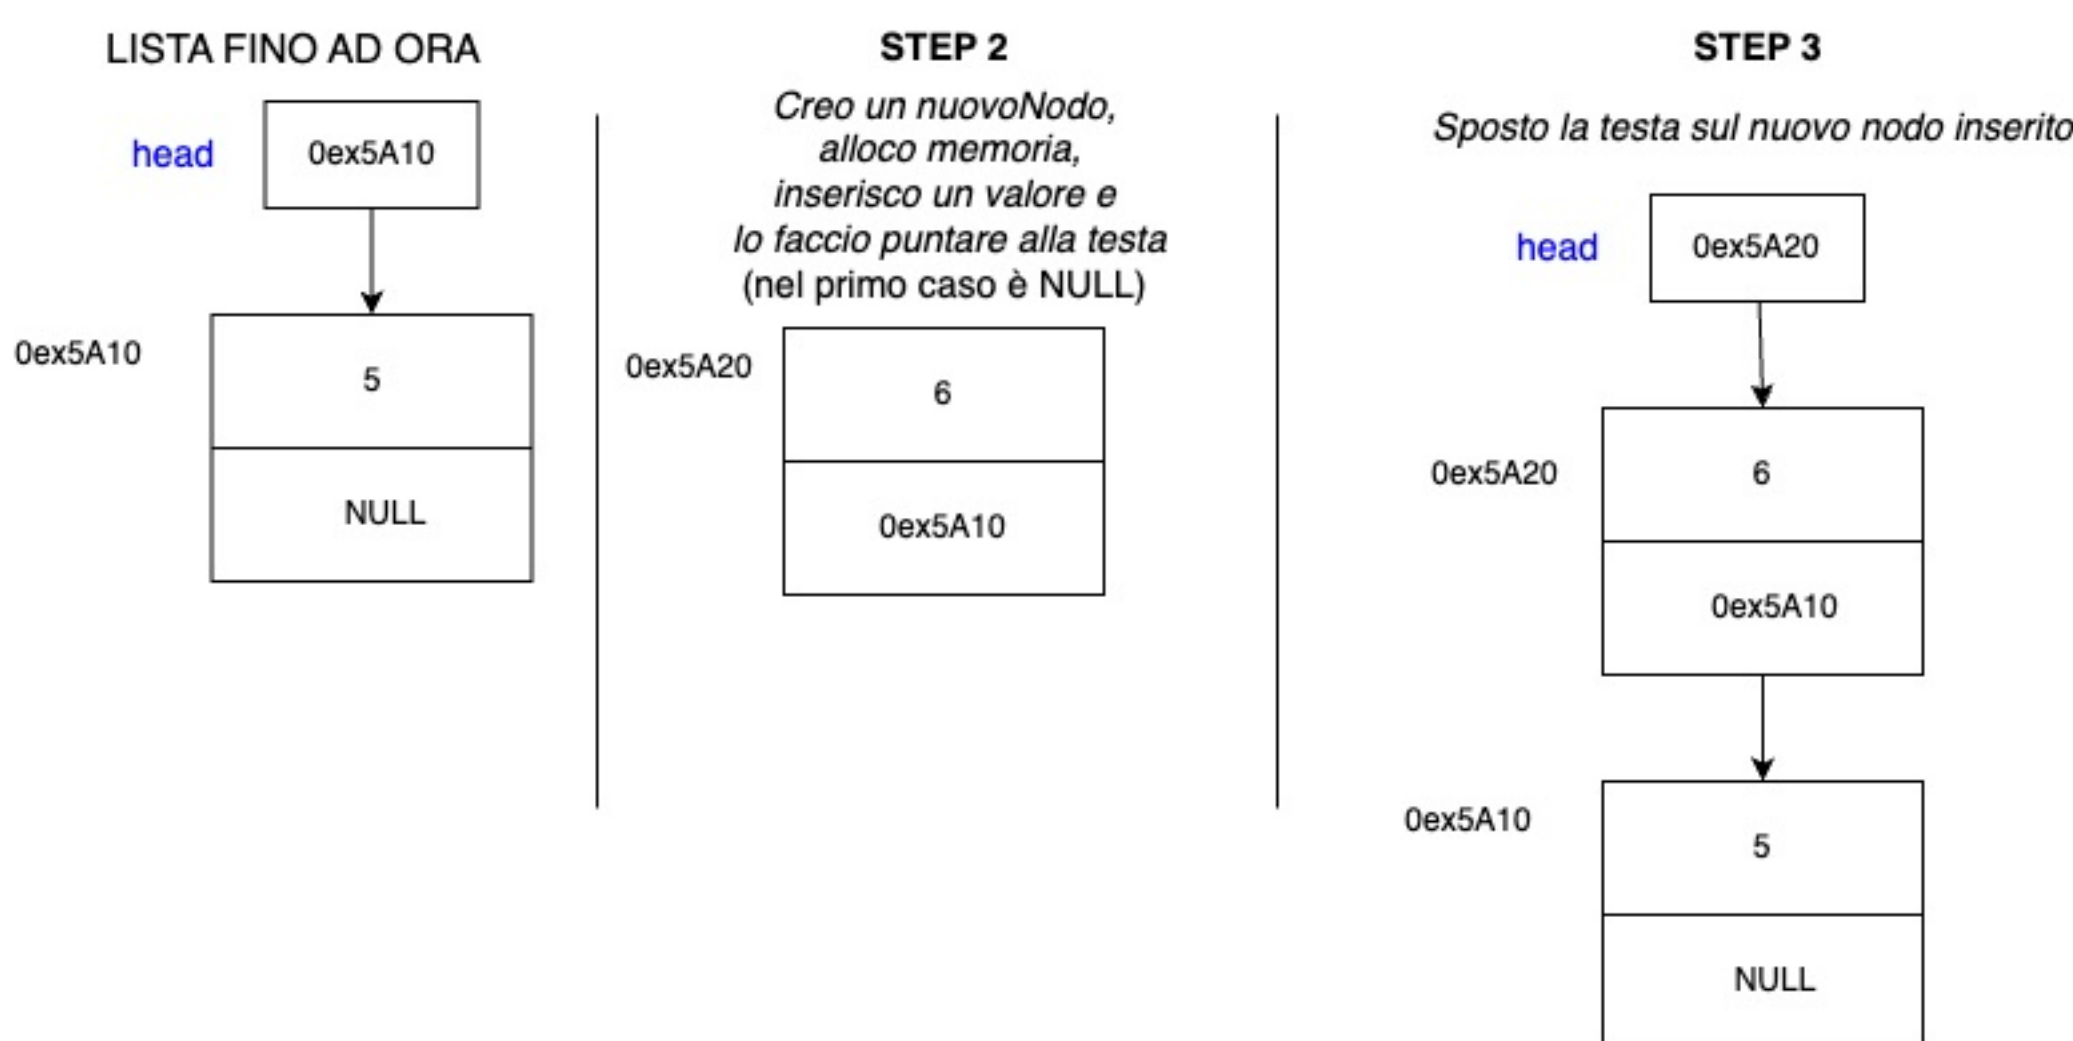 LISTA FINO AD ORA
head
0ex5A10
0ex5A10
5
NULL
STEP 2
Creo un nuovoNodo,
alloco memoria,
inserisco un valore e
lo faccio puntare alla testa
(nel primo caso è NULL)
0ex5A20
6
0ex5A10
STEP 3
Sposto la testa sul nuovo nodo inserito
head
0ex5A20
0ex5A20
6
0ex5A10
0ex5A10
5
NULL